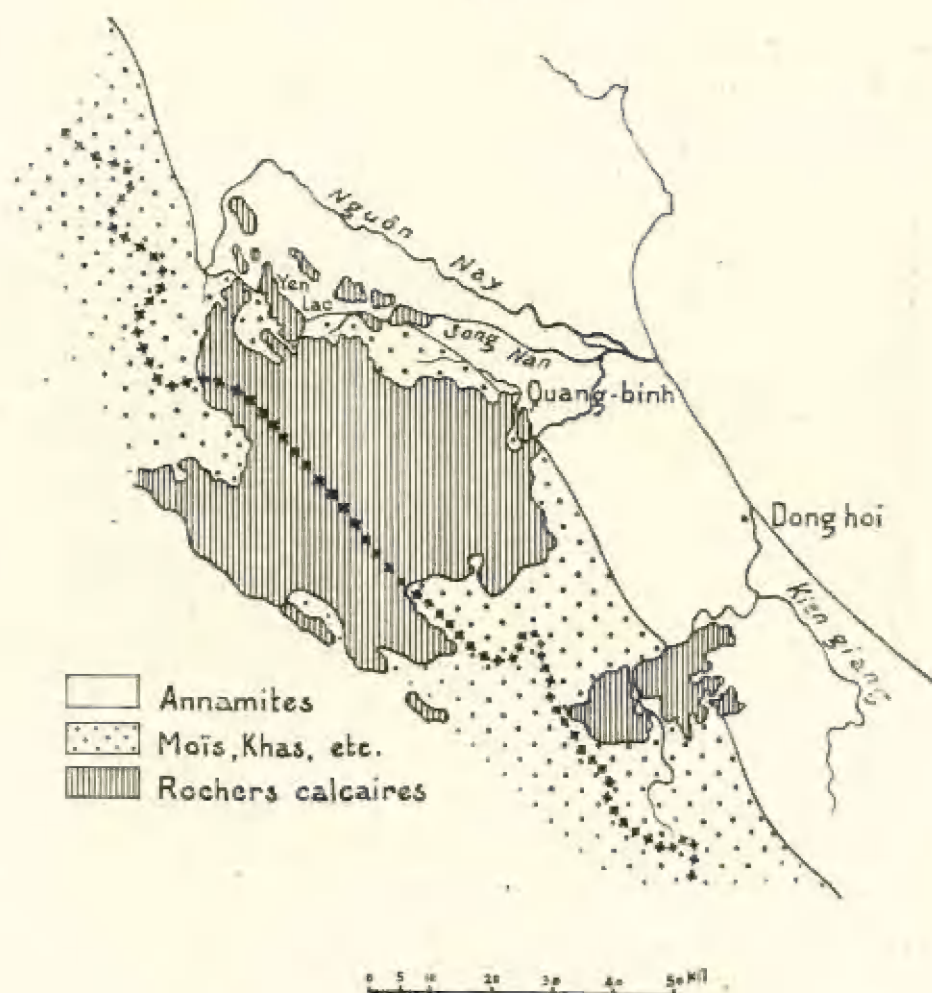 Nguôn Nay
Yen
Lac
Song Nan
Quang-binh
Dong hoi
Kien giang
Annamites
Moïs, Khas, etc.
Rochers calcaires
0 5 10 20 30 40 50 Kil